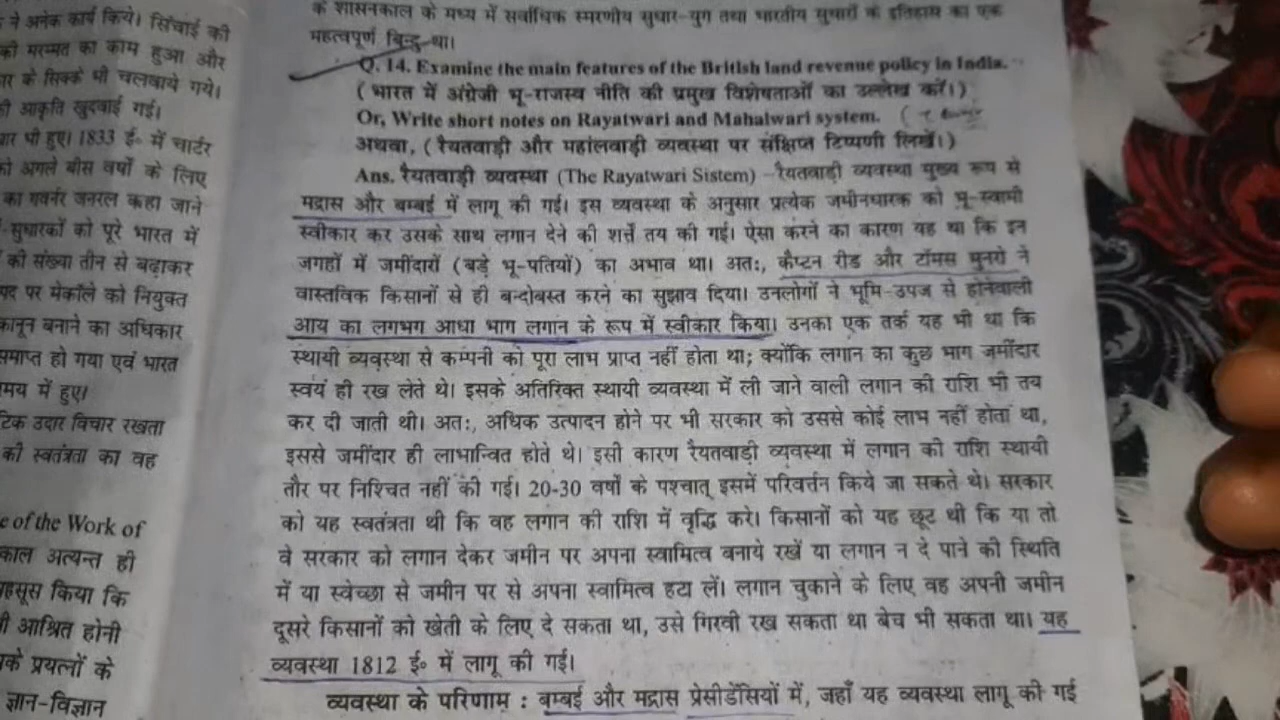 ने अनेक कार्य किये। सिंचाई की
की मरम्मत का काम हुआ और
के सिक्के भी चलवाये गये।
आकृति खुदवाई गई।
भी हुए। 1833 ई० में चार्टर
अगले बीस वर्षों के लिए
का गवर्नर जनरल कहा जाने
सुधारकों को पूरे भारत में
की संख्या तीन से बढ़ाकर
पद पर मेकॉले को नियुक्त
कानून बनाने का अधिकार
समाप्त हो गया एवं भारत
में हुए।
उदार विचार रखता
की स्वतंत्रता का वह
of the Work of
अत्यन्त ही
किया कि
आश्रित होनी
प्रयत्नों के
ज्ञान-विज्ञान
के शासनकाल के मध्य में सर्वाधिक स्मरणीय सुधार-युग तथा भारतीय सुधारों के इतिहास का एक
महत्वपूर्ण बिन्दु था।
Q. 14. Examine the main features of the British land revenue policy in India.
( भारत में अंग्रेजी भू-राजस्व नीति की प्रमुख विशेषताओं का उल्लेख करें। )
Or, Write short notes on Rayatwari and Mahalwari system.
अथवा, ( रैयतवाड़ी और महांलवाड़ी व्यवस्था पर संक्षिप्त टिप्पणी लिखें। )
Ans. रैयतवाड़ी व्यवस्था (The Rayatwari Sistem) –रैयतवाड़ी व्यवस्था मुख्य रूप से
मद्रास और बम्बई में लागू की गई। इस व्यवस्था के अनुसार प्रत्येक जमीनधारक को भू-स्वामी
स्वीकार कर उसके साथ लगान देने की शर्त्तें तय की गई। ऐसा करने का कारण यह था कि इन
जगहों में जमींदारों (बड़े भू-पतियों) का अभाव था। अतः, कैप्टन रीड और टॉमस मुनरो ने
वास्तविक किसानों से ही बन्दोबस्त करने का सुझाव दिया। उनलोगों ने भूमि-उपज से होनेवाली
आय का लगभग आधा भाग लगान के रूप में स्वीकार किया। उनका एक तर्क यह भी था कि
स्थायी व्यवस्था से कम्पनी को पूरा लाभ प्राप्त नहीं होता था; क्योंकि लगान का कुछ भाग जमींदार
स्वयं ही रख लेते थे। इसके अतिरिक्त स्थायी व्यवस्था में ली जाने वाली लगान की राशि भी तय
कर दी जाती थी। अतः, अधिक उत्पादन होने पर भी सरकार को उससे कोई लाभ नहीं होता था,
इससे जमींदार ही लाभान्वित होते थे। इसी कारण रैयतवाड़ी व्यवस्था में लगान की राशि स्थायी
तौर पर निश्चित नहीं की गई। 20-30 वर्षों के पश्चात् इसमें परिवर्त्तन किये जा सकते थे। सरकार
को यह स्वतंत्रता थी कि वह लगान की राशि में वृद्धि करे। किसानों को यह छूट थी कि या तो
वे सरकार को लगान देकर जमीन पर अपना स्वामित्व बनाये रखें या लगान न दे पाने की स्थिति
में या स्वेच्छा से जमीन पर से अपना स्वामित्व हटा लें। लगान चुकाने के लिए वह अपनी जमीन
दूसरे किसानों को खेती के लिए दे सकता था, उसे गिरवी रख सकता था बेच भी सकता था। यह
व्यवस्था 1812 ई० में लागू की गई।
व्यवस्था के परिणाम : बम्बई और मद्रास प्रेसीडेंसियों में, जहाँ यह व्यवस्था लागू की गई